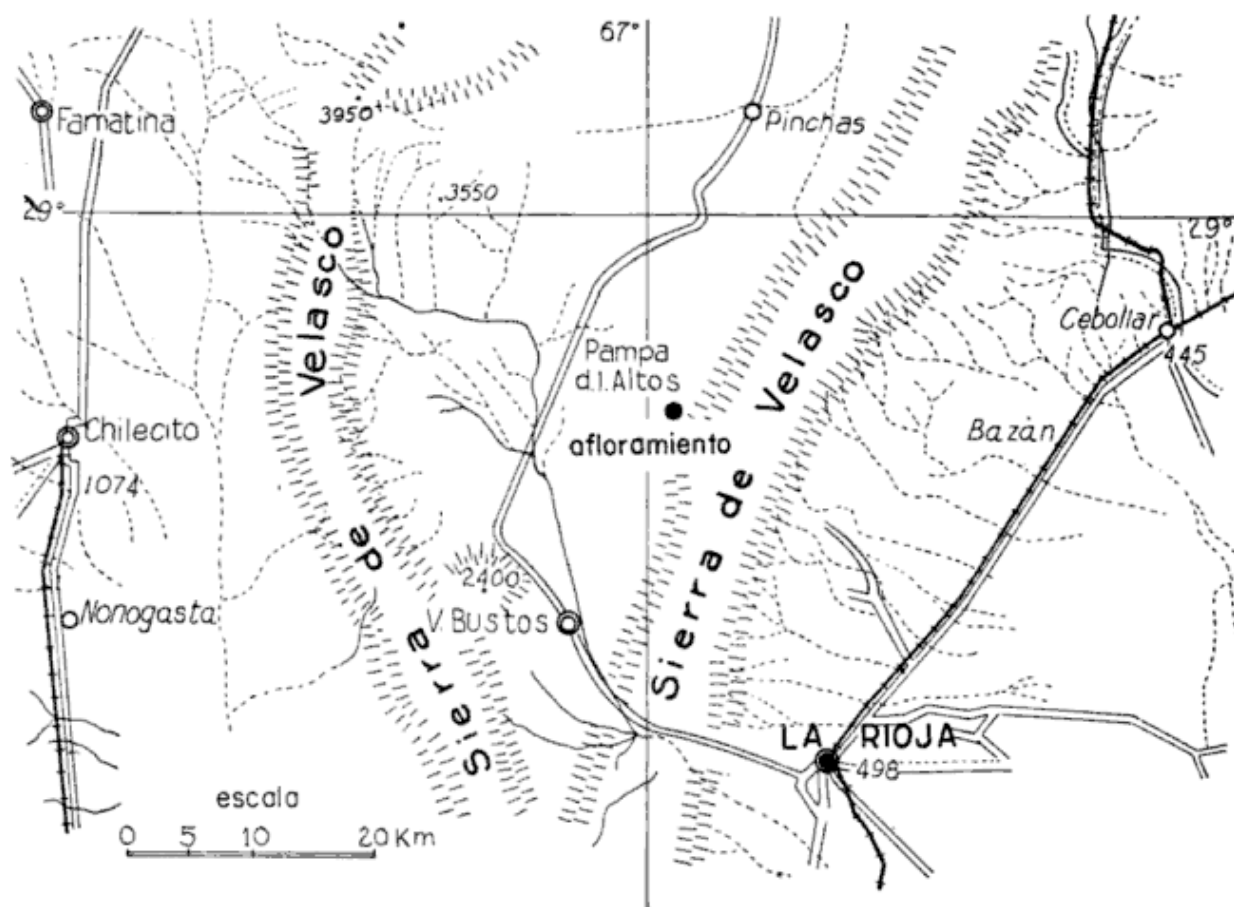 67°
Famatina
3950
Pinchas
3550
29°
29°
Velasco
Velasco
Cebollar
445
Pampa
d.l.Altos
afloramiento
Bazán
Chilecito
1074
de
de
2400
Nonogasta
V. Bustos
Sierra
Sierra
LA RIOJA
498
escala
0 5 10 20 Km